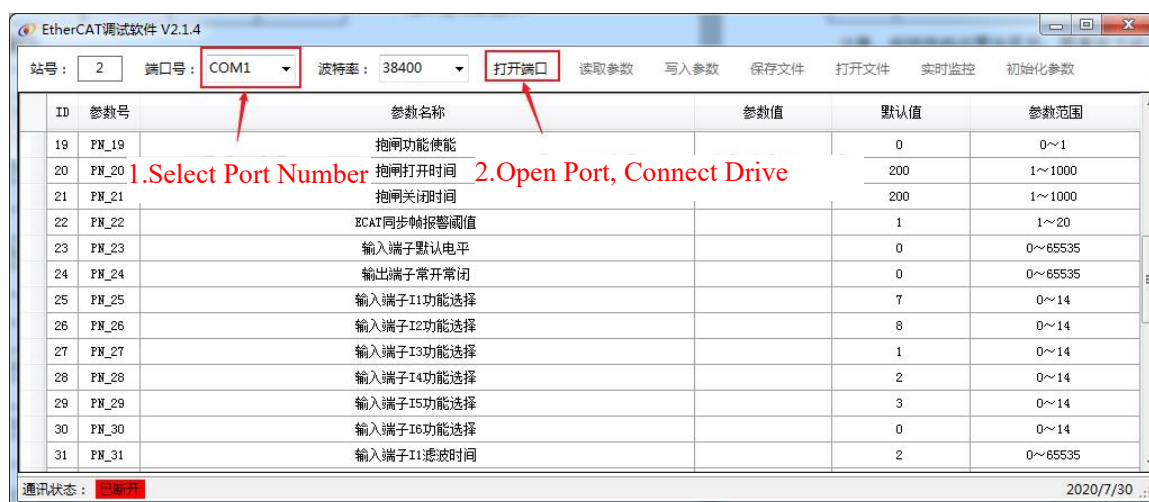 EtherCAT调试软件 V2.1.4
站号： 2 端口号： COM1 波特率： 38400 打开端口 读取参数 写入参数 保存文件 打开文件 实时监控 初始化参数
ID 参数号 参数名称 参数值 默认值 参数范围
19 PN_19 抱闸功能使能 0 0～1
20 PN_20 抱闸打开时间 200 1～1000
1.Select Port Number
2.Open Port, Connect Drive
21 PN_21 抱闸关闭时间 200 1～1000
22 PN_22 ECAT同步帧报警阈值 1 1～20
23 PN_23 输入端子默认电平 0 0～65535
24 PN_24 输出端子常开常闭 0 0～65535
25 PN_25 输入端子I1功能选择 7 0～14
26 PN_26 输入端子I2功能选择 8 0～14
27 PN_27 输入端子I3功能选择 1 0～14
28 PN_28 输入端子I4功能选择 2 0～14
29 PN_29 输入端子I5功能选择 3 0～14
30 PN_30 输入端子I6功能选择 0 0～14
31 PN_31 输入端子I1滤波时间 2 0～65535
通讯状态： 已断开 2020/7/30